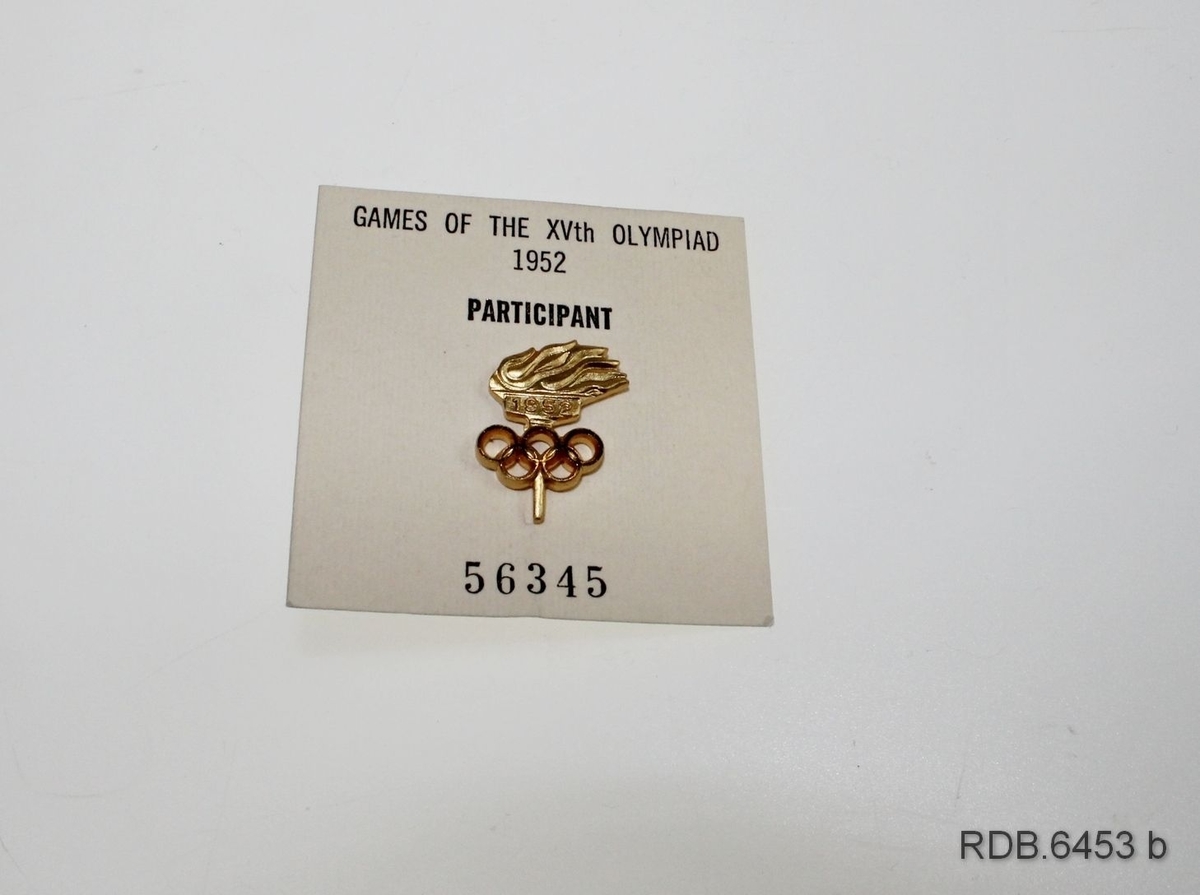 GAMES OF THE XVth OLYMPIAD
1952
PARTICIPANT
1952
56345
RDB.6453 b